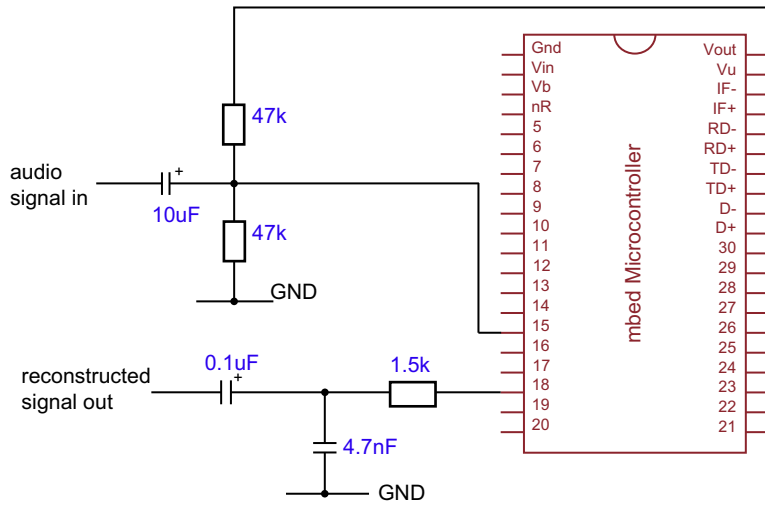 47k
audio
signal in
+
10uF
47k
GND
reconstructed
signal out
0.1uF
+
1.5k
4.7nF
GND
mbed Microcontroller
Gnd
Vin
Vb
nR
5
6
7
8
9
10
11
12
13
14
15
16
17
18
19
20
Vout
Vu
IF-
IF+
RD-
RD+
TD-
TD+
D-
D+
30
29
28
27
26
25
24
23
22
21